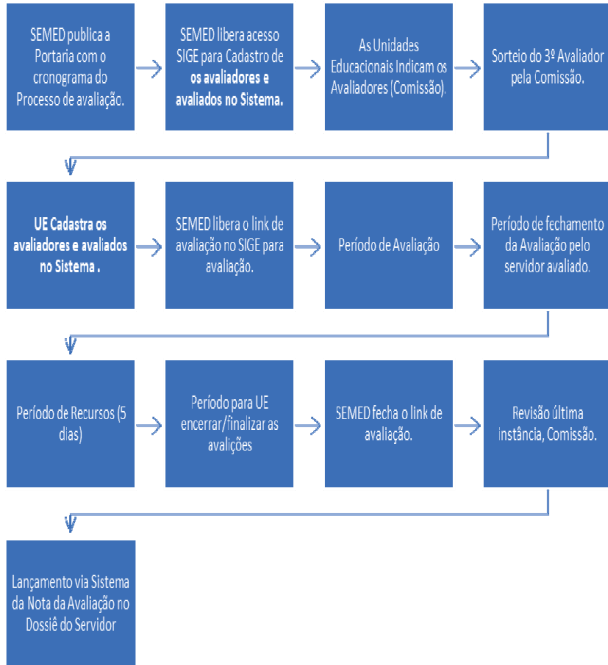 SEMED publica a
Portaria com o
cronograma do
Processo de avaliação.
SEMED libera acesso
SIGE para Cadastro de
os avaliadores e
avaliados no Sistema.
As Unidades
Educacionais Indicam os
Avaliadores (Comissão).
Sorteio do 3º Avaliador
pela Comissão.
UE Cadastra os
avaliadores e avaliados
no Sistema .
SEMED libera o link de
avaliação no SIGE para
avaliação.
Período de Avaliação
Período de fechamento
da Avaliação pelo
servidor avaliado.
Período de Recursos (5
dias)
Período para UE
encerrar/finalizar as
avalições
SEMED fecha o link de
avaliação.
Revisão última
instância, Comissão.
Lançamento via Sistema
da Nota da Avaliação no
Dossiê do Servidor